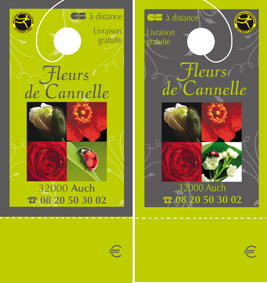 à distance
Livraison
gratuite
Fleurs
de Cannelle
32000 Auch
☎ 08 20 50 30 02
€
à distance
Livraison
gratuite
Fleurs
de Cannelle
32000 Auch
☎ 08 20 50 30 02
€